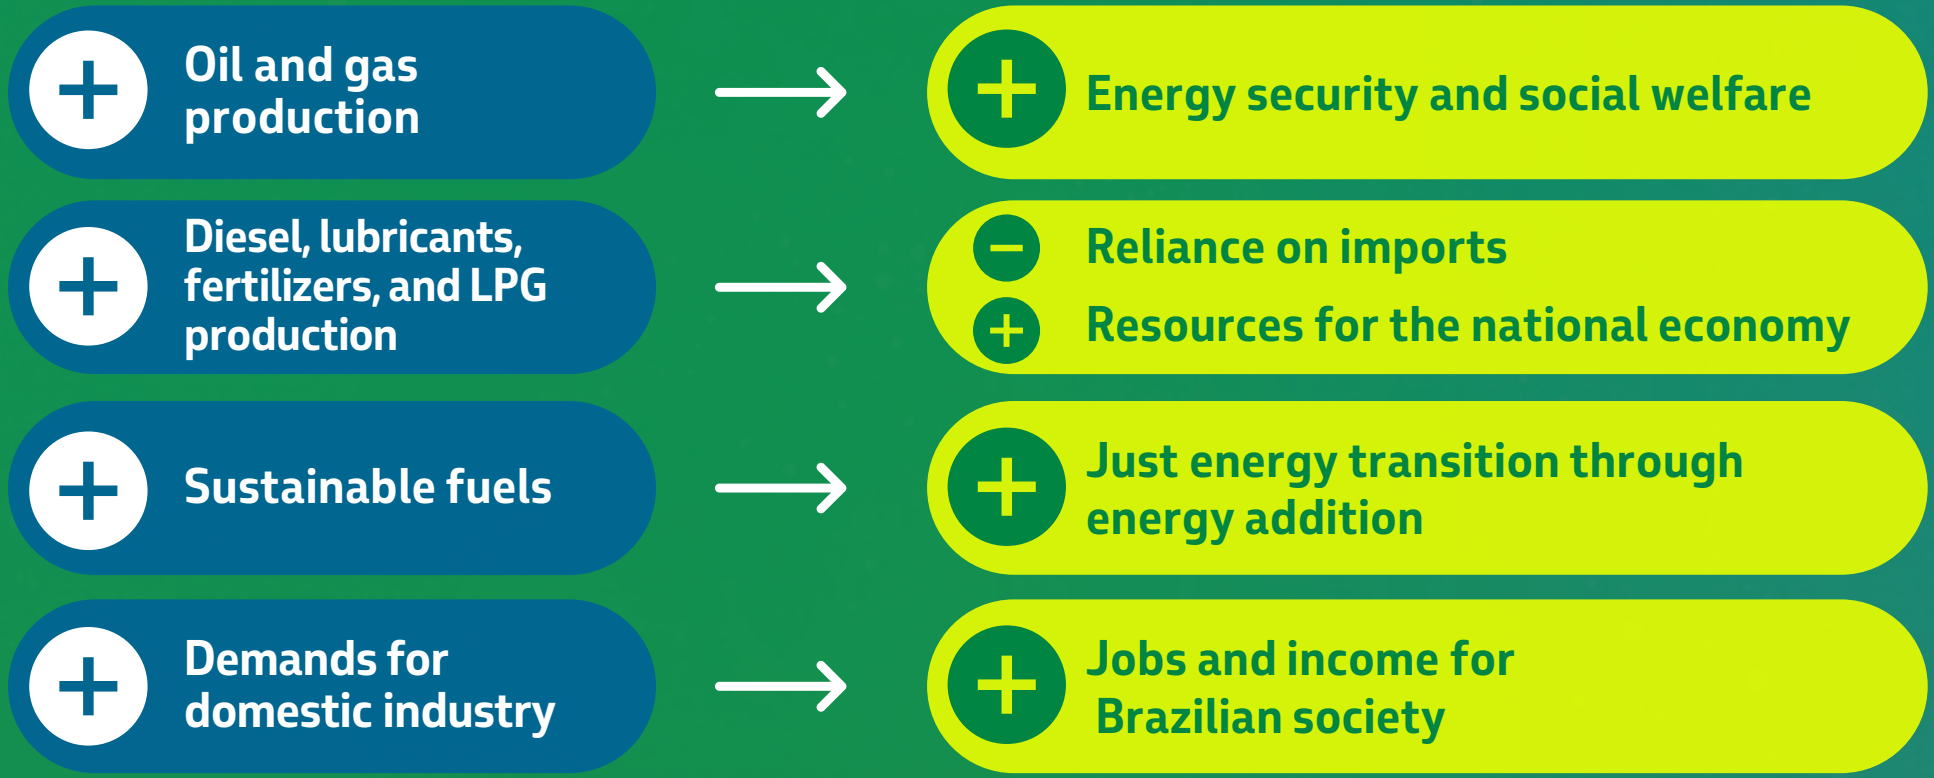 Oil and gas
production
Energy security and social welfare
Diesel, lubricants,
fertilizers, and LPG
production
Reliance on imports
Resources for the national economy
Sustainable fuels
Just energy transition through
energy addition
Demands for
domestic industry
Jobs and income for
Brazilian society